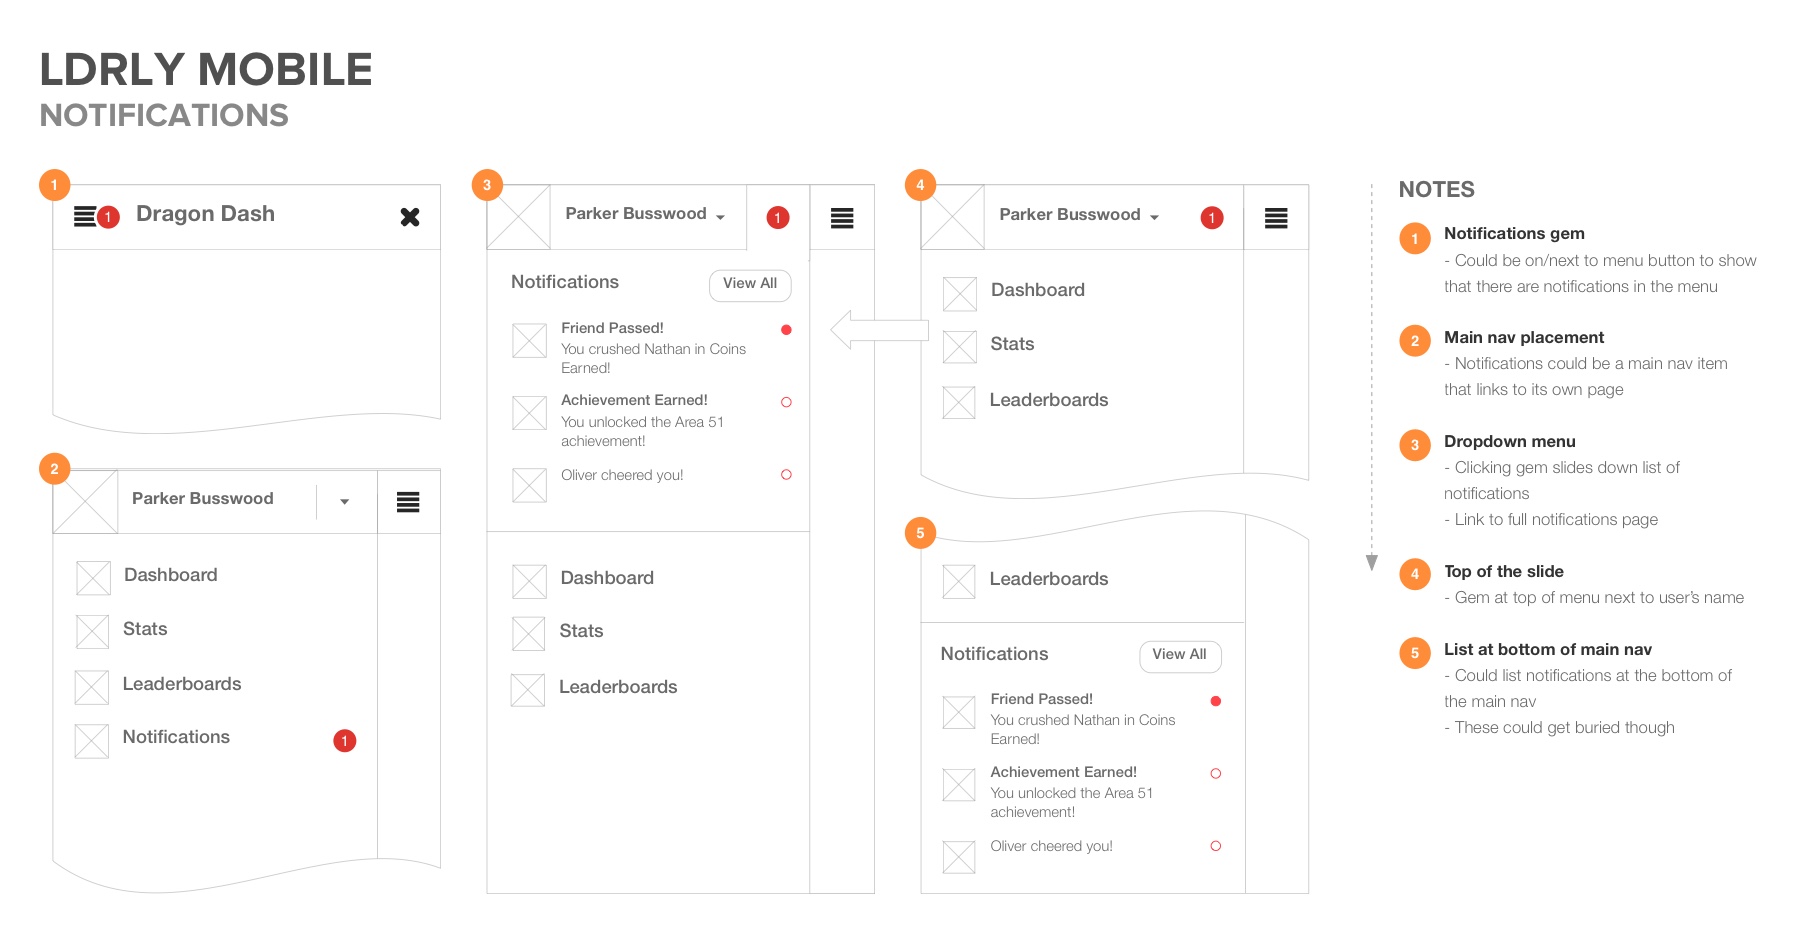 LDRLY MOBILE
NOTIFICATIONS
1
1
Dragon Dash
2
Parker Busswood
Dashboard
Stats
Leaderboards
Notifications
1
3
Parker Busswood
1
Notifications
View All
Friend Passed!
You crushed Nathan in Coins
Earned!
Achievement Earned!
You unlocked the Area 51
achievement!
Oliver cheered you!
Dashboard
Stats
Leaderboards
4
Parker Busswood
1
Dashboard
Stats
Leaderboards
5
Leaderboards
Notifications
View All
Friend Passed!
You crushed Nathan in Coins
Earned!
Achievement Earned!
You unlocked the Area 51
achievement!
Oliver cheered you!
NOTES
1
Notifications gem
- Could be on/next to menu button to show
that there are notifications in the menu
2
Main nav placement
- Notifications could be a main nav item
that links to its own page
3
Dropdown menu
- Clicking gem slides down list of
notifications
- Link to full notifications page
4
Top of the slide
- Gem at top of menu next to user's name
5
List at bottom of main nav
- Could list notifications at the bottom of
the main nav
- These could get buried though